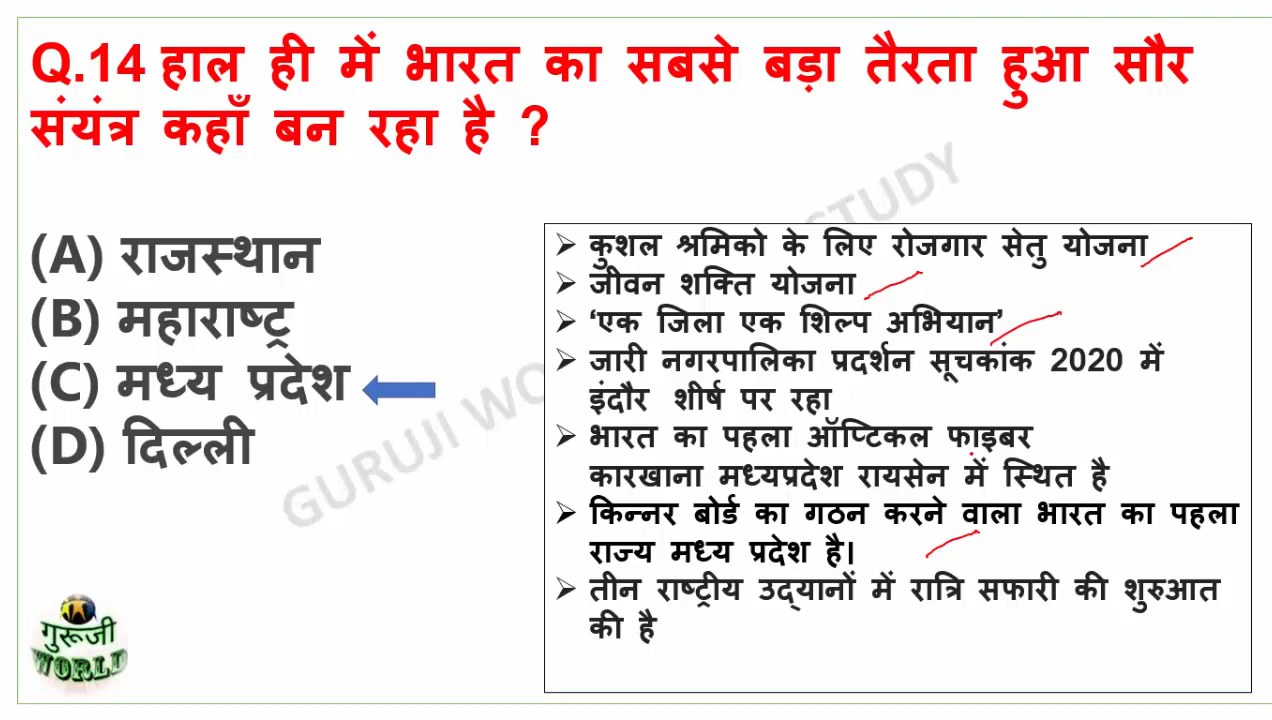 Q.14 हाल ही में भारत का सबसे बड़ा तैरता हुआ सौर
संयंत्र कहाँ बन रहा है ?
(A) राजस्थान
(B) महाराष्ट्र
(C) मध्य प्रदेश
(D) दिल्ली
➢ कुशल श्रमिको के लिए रोजगार सेतु योजना
➢ जीवन शक्ति योजना
➢ ‘एक जिला एक शिल्प अभियान’
➢ जारी नगरपालिका प्रदर्शन सूचकांक 2020 में
इंदौर शीर्ष पर रहा
➢ भारत का पहला ऑप्टिकल फाइबर
कारखाना मध्यप्रदेश रायसेन में स्थित है
➢ किन्नर बोर्ड का गठन करने वाला भारत का पहला
राज्य मध्य प्रदेश है।
➢ तीन राष्ट्रीय उद्यानों में रात्रि सफारी की शुरुआत
की है
GURUJI WO
STUDY
गुरूजी
WORLD